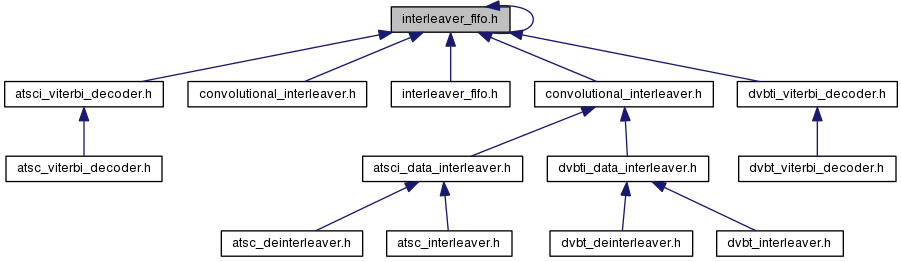 interleaver_fifo.h
atsci_viterbi_decoder.h
convolutional_interleaver.h
interleaver_fifo.h
convolutional_interleaver.h
dvbti_viterbi_decoder.h
atsc_viterbi_decoder.h
atsci_data_interleaver.h
dvbti_data_interleaver.h
dvbt_viterbi_decoder.h
atsc_deinterleaver.h
atsc_interleaver.h
dvbt_deinterleaver.h
dvbt_interleaver.h